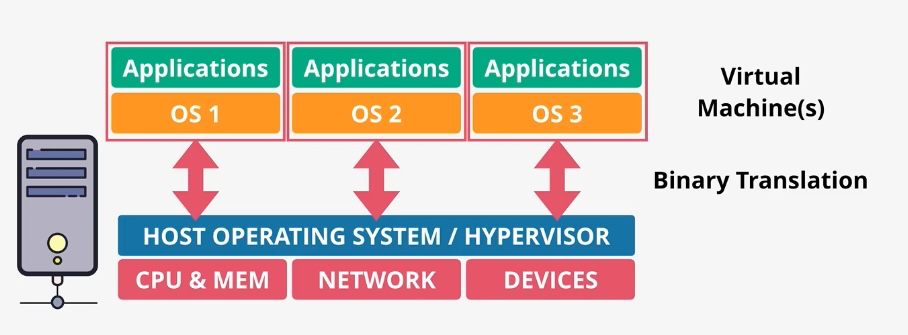 Applications Applications Applications
OS 1 OS 2 OS 3
Virtual
Machine(s)
Binary Translation
HOST OPERATING SYSTEM / HYPERVISOR
CPU & MEM NETWORK DEVICES